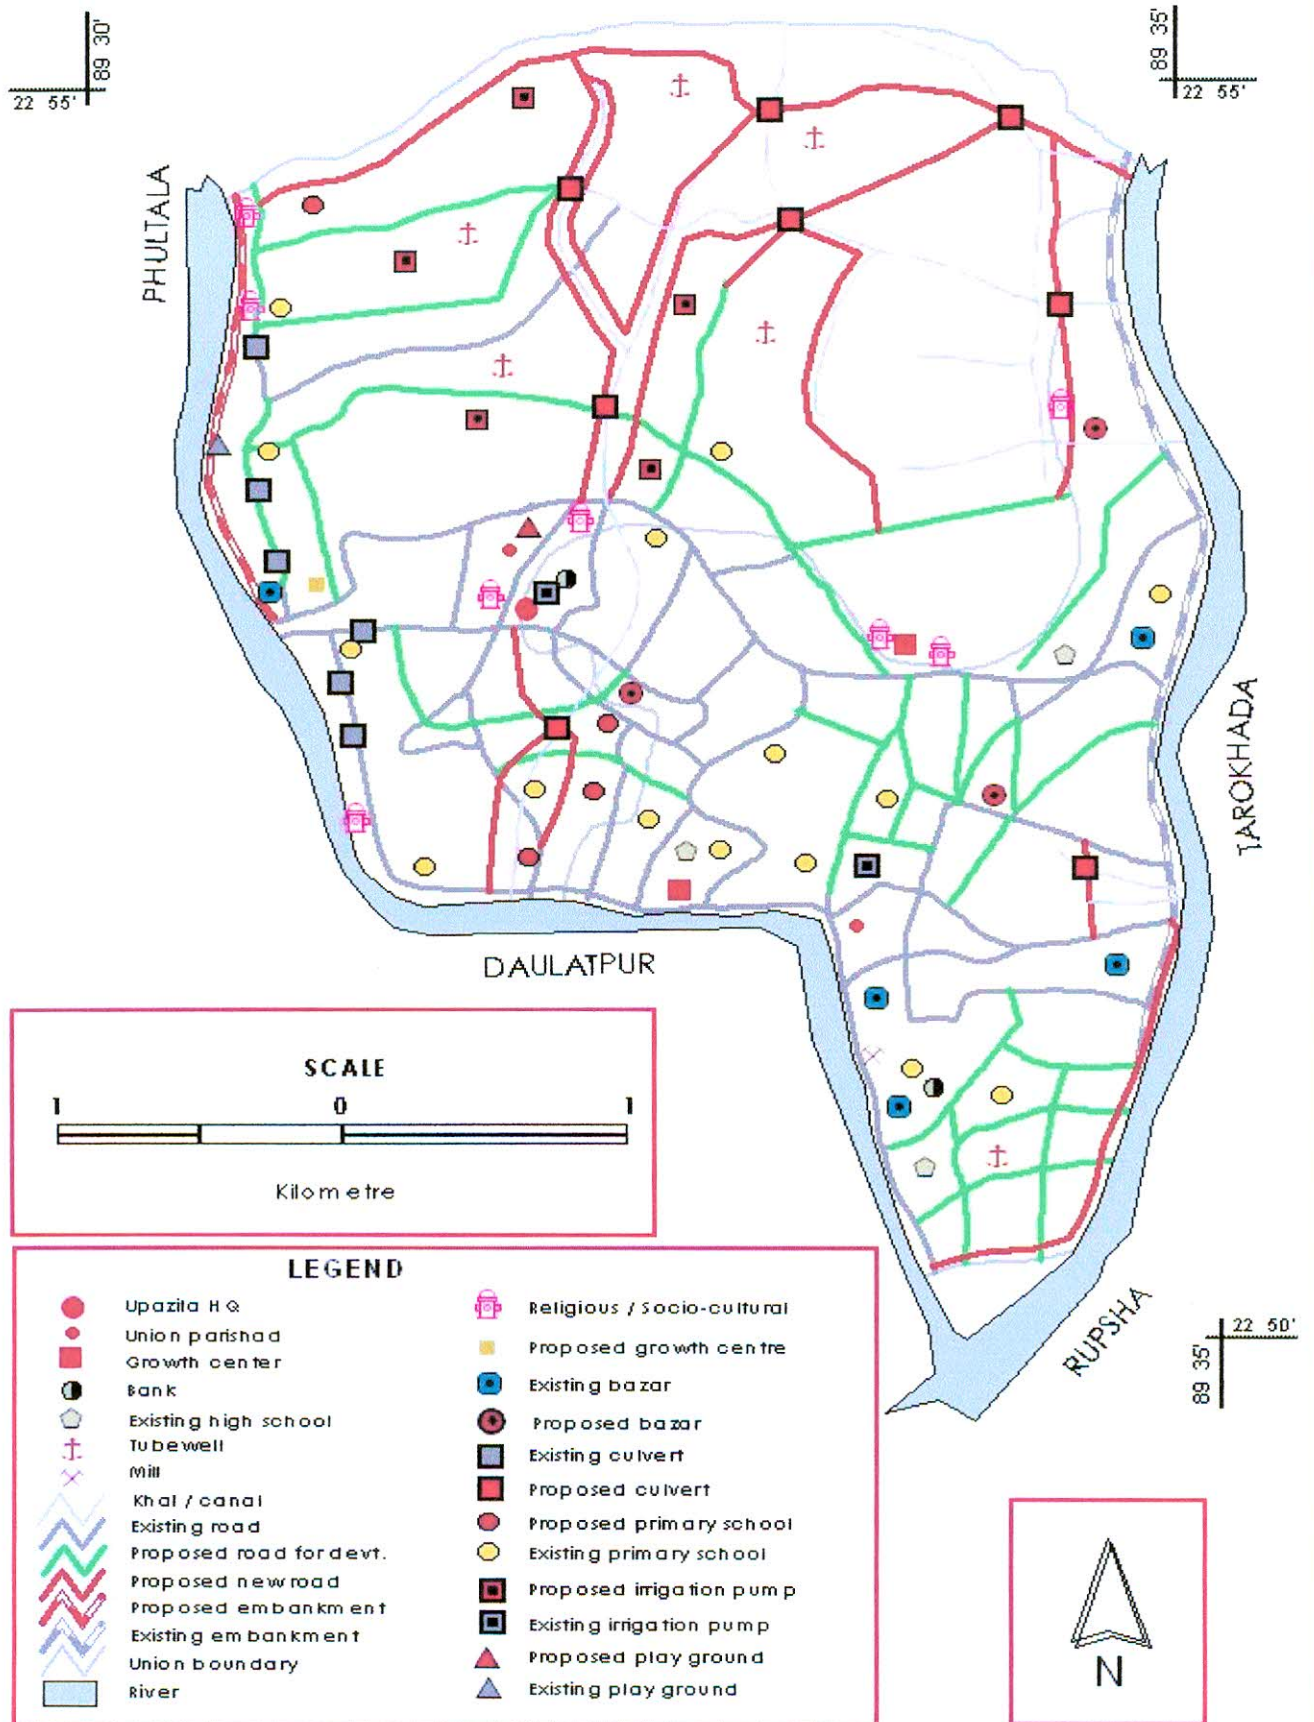 89 30'
22 55'
89 35'
22 55'
PHULTALA
TAROKHADA
DAULATPUR
RUPSHA
SCALE
1 0 1
Kilometre
22 50'
89 35'
LEGEND
Upazila HQ
Union parishad
Growth center
Bank
Existing high school
Tubewell
Mill
Khal / canal
Existing road
Proposed road for devt.
Proposed new road
Proposed embankment
Existing embankment
Union boundary
River
Religious / Socio-cultural
Proposed growth centre
Existing bazar
Proposed bazar
Existing culvert
Proposed culvert
Proposed primary school
Existing primary school
Proposed irrigation pump
Existing irrigation pump
Proposed play ground
Existing play ground
N